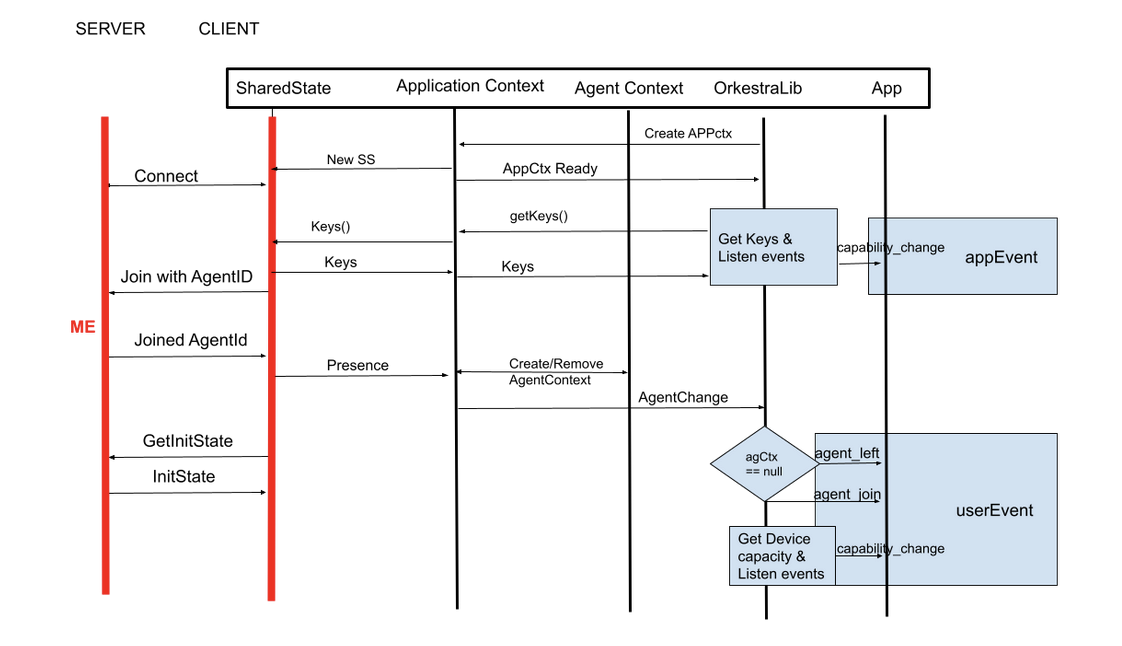 SERVER CLIENT
SharedState Application Context Agent Context OrkestraLib App
Create APPctx
New SS
AppCtx Ready
Connect
getKeys()
Keys()
Get Keys &
Listen events
capability_change
appEvent
Keys
Keys
Join with AgentID
ME
Joined AgentId
Presence
Create/Remove
AgentContext
AgentChange
GetInitState
agCtx
== null
agent_left
InitState
agent_join
userEvent
Get Device
capacity &
Listen events
capability_change